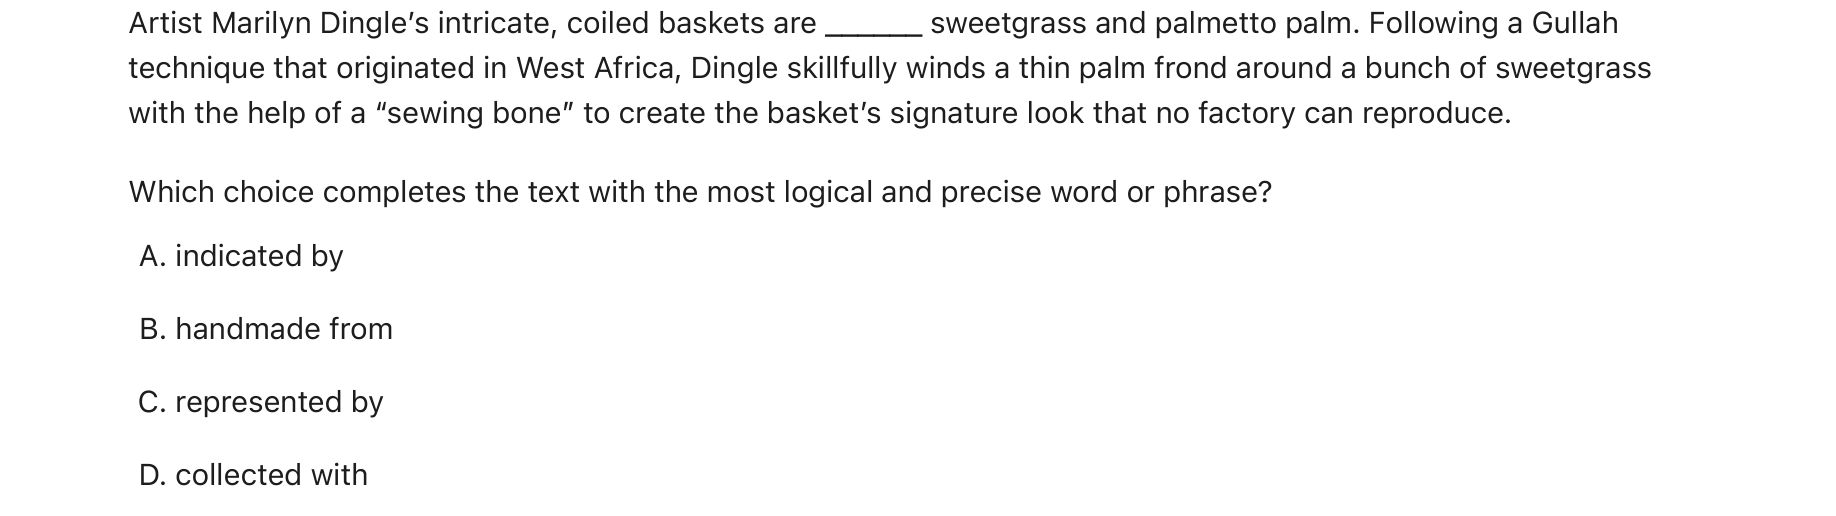 Artist Marilyn Dingle’s intricate, coiled baskets are ______ sweetgrass and palmetto palm. Following a Gullah
technique that originated in West Africa, Dingle skillfully winds a thin palm frond around a bunch of sweetgrass
with the help of a “sewing bone” to create the basket’s signature look that no factory can reproduce.
Which choice completes the text with the most logical and precise word or phrase?
A. indicated by
B. handmade from
C. represented by
D. collected with